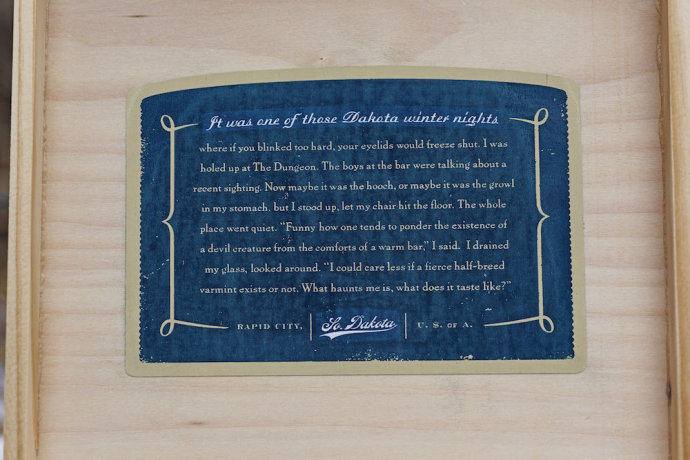 It was one of those Dakota winter nights
where if you blinked too hard, your eyelids would freeze shut. I was
holed up at The Dungeon. The boys at the bar were talking about a
recent sighting. Now maybe it was the hooch, or maybe it was the growl
in my stomach, but I stood up, let my chair hit the floor. The whole
place went quiet. "Funny how one tends to ponder the existence of
a devil creature from the comforts of a warm bar," I said. I drained
my glass, looked around. "I could care less if a fierce half-breed
varmint exists or not. What haunts me is, what does it taste like?"
RAPID CITY, So. Dakota U. S. OF A.